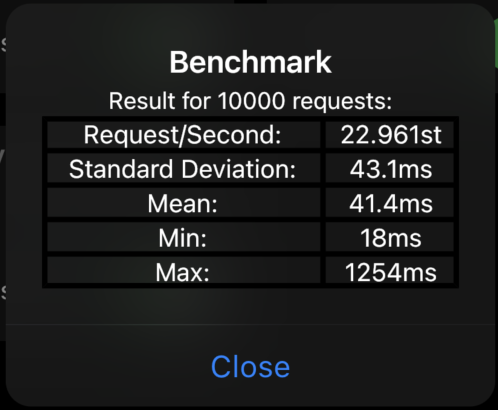 Benchmark
Result for 10000 requests:
Request/Second: 22.961st
Standard Deviation: 43.1ms
Mean: 41.4ms
Min: 18ms
Max: 1254ms
Close